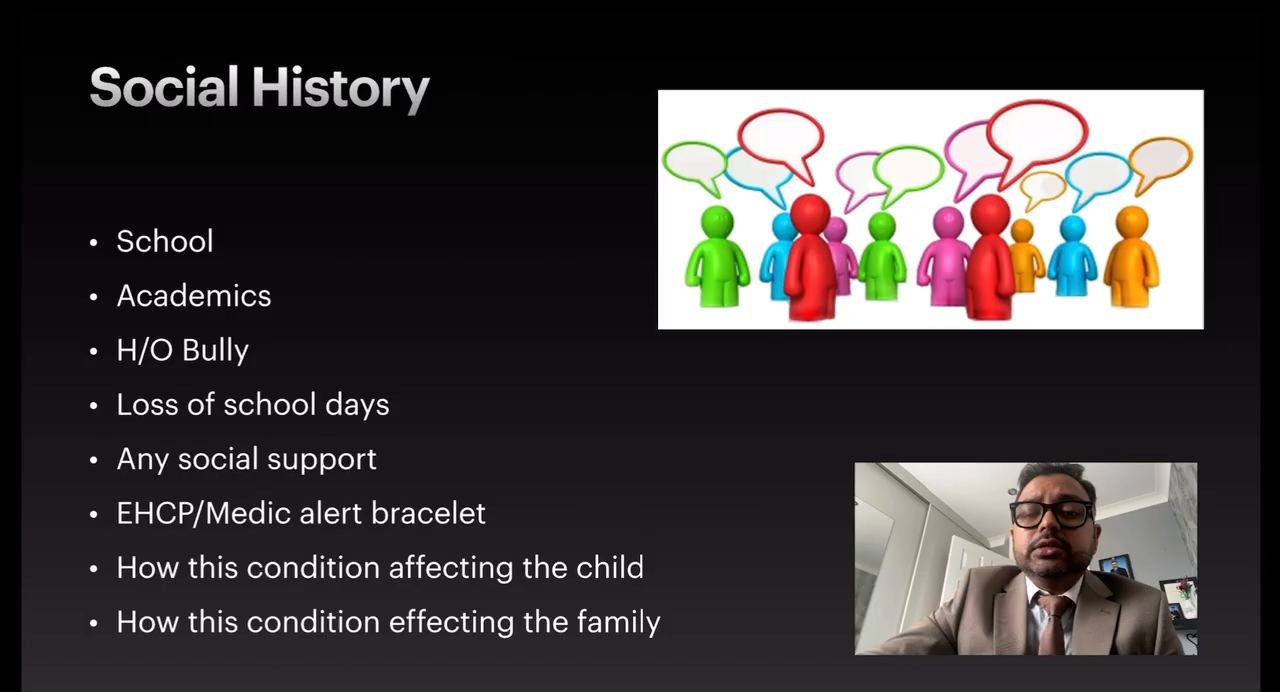 Social History
• School
• Academics
• H/O Bully
• Loss of school days
• Any social support
• EHCP/Medic alert bracelet
• How this condition affecting the child
• How this condition effecting the family